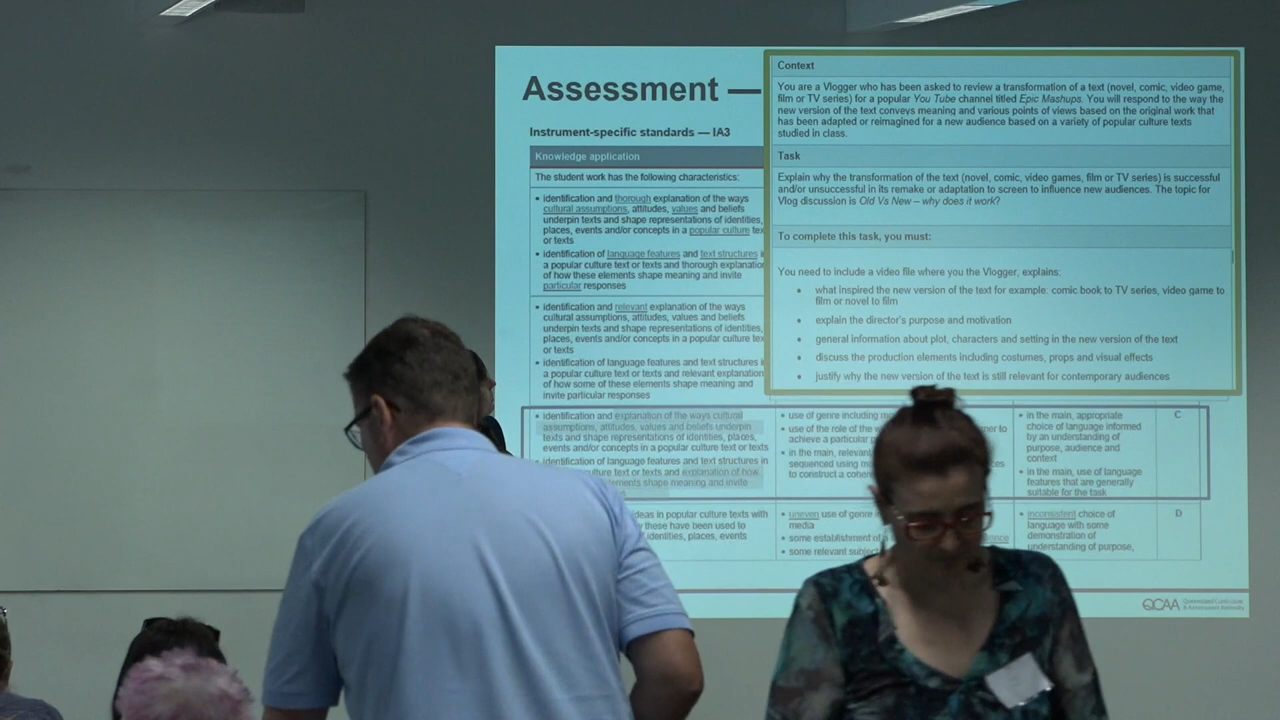 Assessment —
Instrument-specific standards — IA3
Knowledge application
The student work has the following characteristics:
• identification and thorough explanation of the ways
cultural assumptions, attitudes, values and beliefs
underpin texts and shape representations of identities,
places, events and/or concepts in a popular culture
or texts
• identification of language features and text structures
a popular culture text or texts and thorough explanation
of how these elements shape meaning and invite
particular responses
• identification and relevant explanation of the ways
cultural assumptions, attitudes, values and beliefs
underpin texts and shape representations of identities,
places, events and/or concepts in a popular culture
or texts
• identification of language features and text structures
a popular culture text or texts and relevant explanation
of how some of these elements shape meaning and
invite particular responses
• identification and explanation of the ways cultural
assumptions, attitudes, values and beliefs underpin
texts and shape representations of identities, places,
events and/or concepts in a popular culture text or texts
identification of language features and text structures in
culture text or texts and explanation of how
elements shape meaning and invite
ideas in popular culture texts with
these have been used to
identities, places, events
Context
You are a Vlogger who has been asked to review a transformation of a text (novel, comic, video game,
film or TV series) for a popular You Tube channel titled Epic Mashups. You will respond to the way the
new version of the text conveys meaning and various points of views based on the original work that
has been adapted or reimagined for a new audience based on a variety of popular culture texts
studied in class.
Task
Explain why the transformation of the text (novel, comic, video games, film or TV series) is successful
and/or unsuccessful in its remake or adaptation to screen to influence new audiences. The topic for
Vlog discussion is Old Vs New – why does it work?
To complete this task, you must:
You need to include a video file where you the Vlogger, explains:
• what inspired the new version of the text for example: comic book to TV series, video game to
film or novel to film
• explain the director's purpose and motivation
• general information about plot, characters and setting in the new version of the text
• discuss the production elements including costumes, props and visual effects
• justify why the new version of the text is still relevant for contemporary audiences
• use of genre including
• use of the role of the
to
achieve a particular
• in the main, relevant
sequenced using
to construct a
• in the main, appropriate
choice of language informed
by an understanding of
purpose, audience and
context
• in the main, use of language
features that are generally
suitable for the task
C
• uneven use of genre
media
• some establishment of
• some relevant
• inconsistent choice of
language with some
demonstration of
understanding of purpose,
D
QCAA Queensland Curriculum
& Assessment Authority